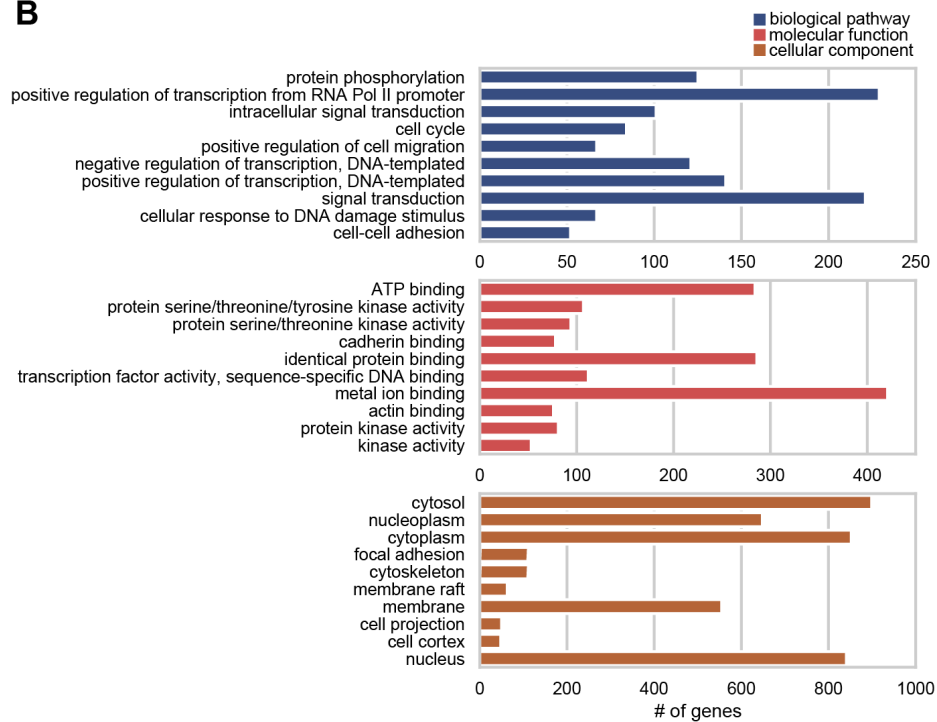 B
biological pathway
molecular function
cellular component
protein phosphorylation
positive regulation of transcription from RNA Pol II promoter
intracellular signal transduction
cell cycle
positive regulation of cell migration
negative regulation of transcription, DNA-templated
positive regulation of transcription, DNA-templated
signal transduction
cellular response to DNA damage stimulus
cell-cell adhesion
0 50 100 150 200 250
ATP binding
protein serine/threonine/tyrosine kinase activity
protein serine/threonine kinase activity
cadherin binding
identical protein binding
transcription factor activity, sequence-specific DNA binding
metal ion binding
actin binding
protein kinase activity
kinase activity
0 100 200 300 400
cytosol
nucleoplasm
cytoplasm
focal adhesion
cytoskeleton
membrane raft
membrane
cell projection
cell cortex
nucleus
0 200 400 600 800 1000
# of genes